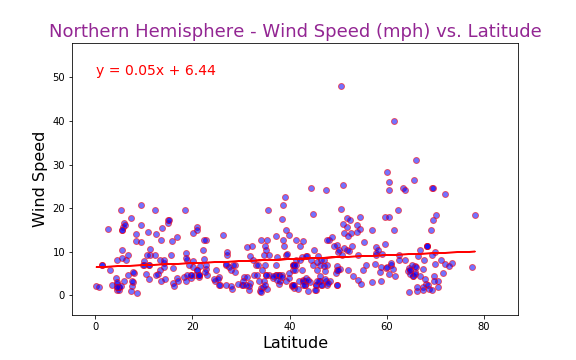 Northern Hemisphere - Wind Speed (mph) vs. Latitude
y = 0.05x + 6.44
50
40
30
20
10
0
Wind Speed
0 20 40 60 80
Latitude